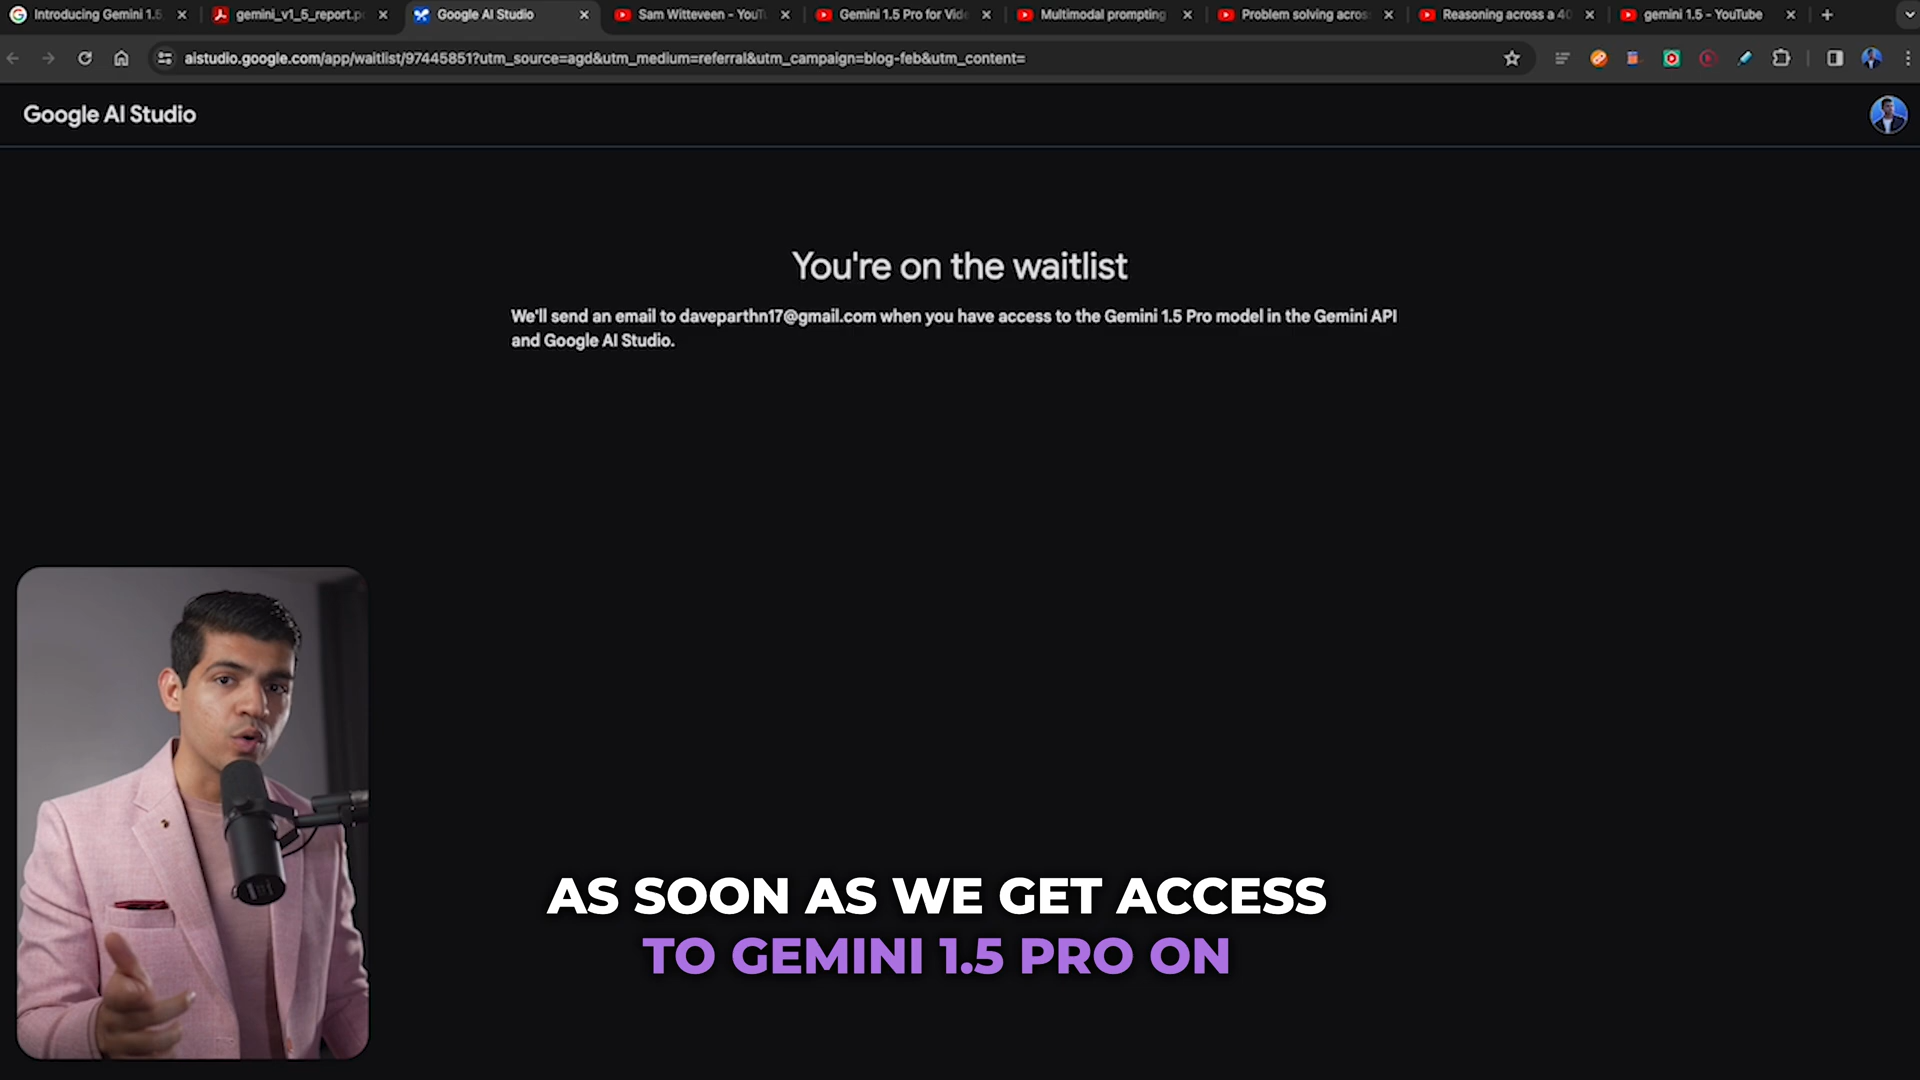 Introducing Gemini 1.5
gemini_v1_5_report.p
Google AI Studio
Sam Witteveen - YouT
Gemini 1.5 Pro for Vid
Multimodal prompting
Problem solving acros
Reasoning across a 40
gemini 1.5 - YouTube
aistudio.google.com/app/waitlist/97445851?utm_source=agd&utm_medium=referral&utm_campaign=blog-feb&utm_content=
Google AI Studio
You're on the waitlist
We'll send an email to daveparthn17@gmail.com when you have access to the Gemini 1.5 Pro model in the Gemini API
and Google AI Studio.
AS SOON AS WE GET ACCESS
TO GEMINI 1.5 PRO ON